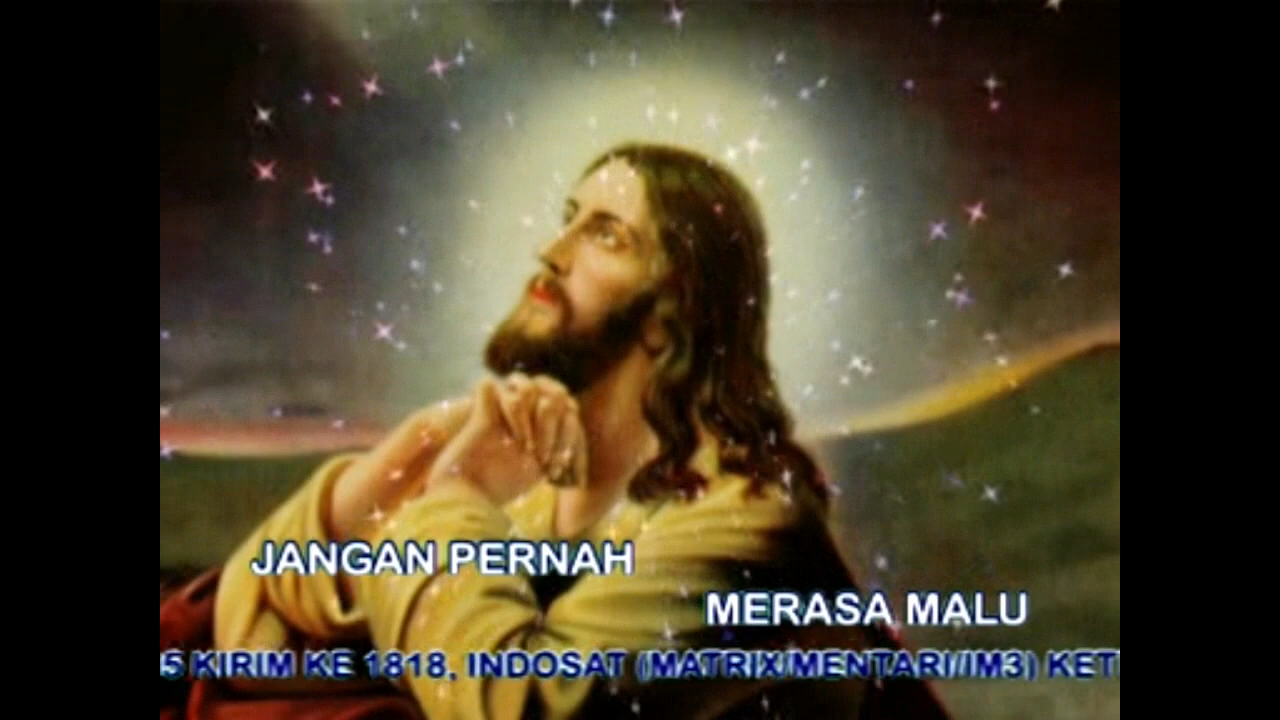 JANGAN PERNAH
MERASA MALU
5 KIRIM KE 1818, INDOSAT (MATRIX/MENTARI/IM3) KET